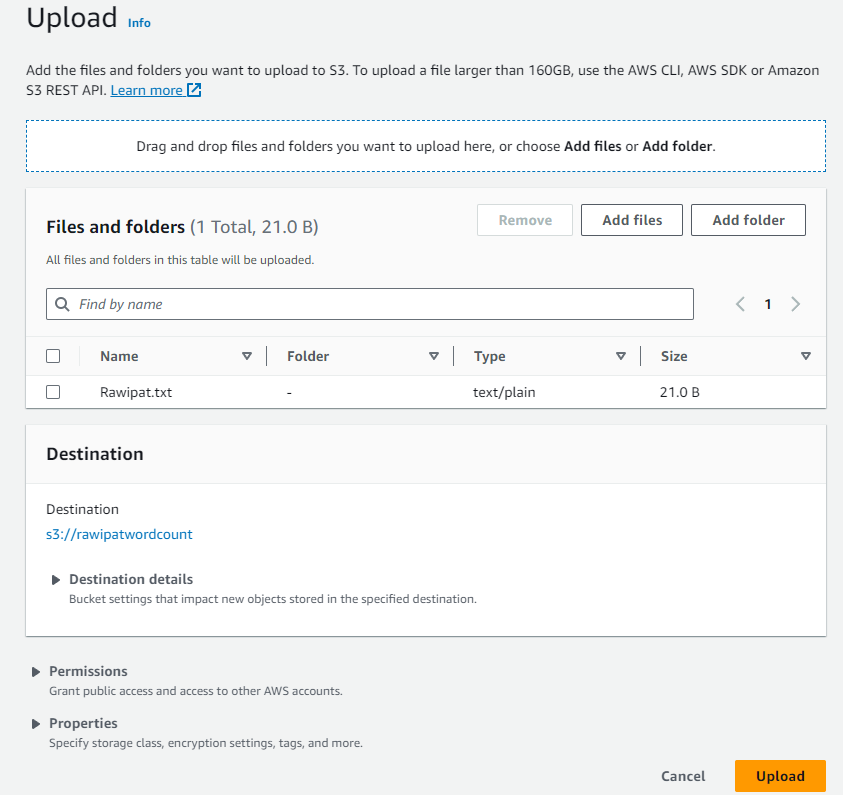 Upload Info
Add the files and folders you want to upload to S3. To upload a file larger than 160GB, use the AWS CLI, AWS SDK or Amazon
S3 REST API. Learn more
Drag and drop files and folders you want to upload here, or choose Add files or Add folder.
Files and folders (1 Total, 21.0 B)
Remove Add files Add folder
All files and folders in this table will be uploaded.
Find by name
1
Name Folder Type Size
Rawipat.txt - text/plain 21.0 B
Destination
Destination
s3://rawipatwordcount
Destination details
Bucket settings that impact new objects stored in the specified destination.
Permissions
Grant public access and access to other AWS accounts.
Properties
Specify storage class, encryption settings, tags, and more.
Cancel Upload